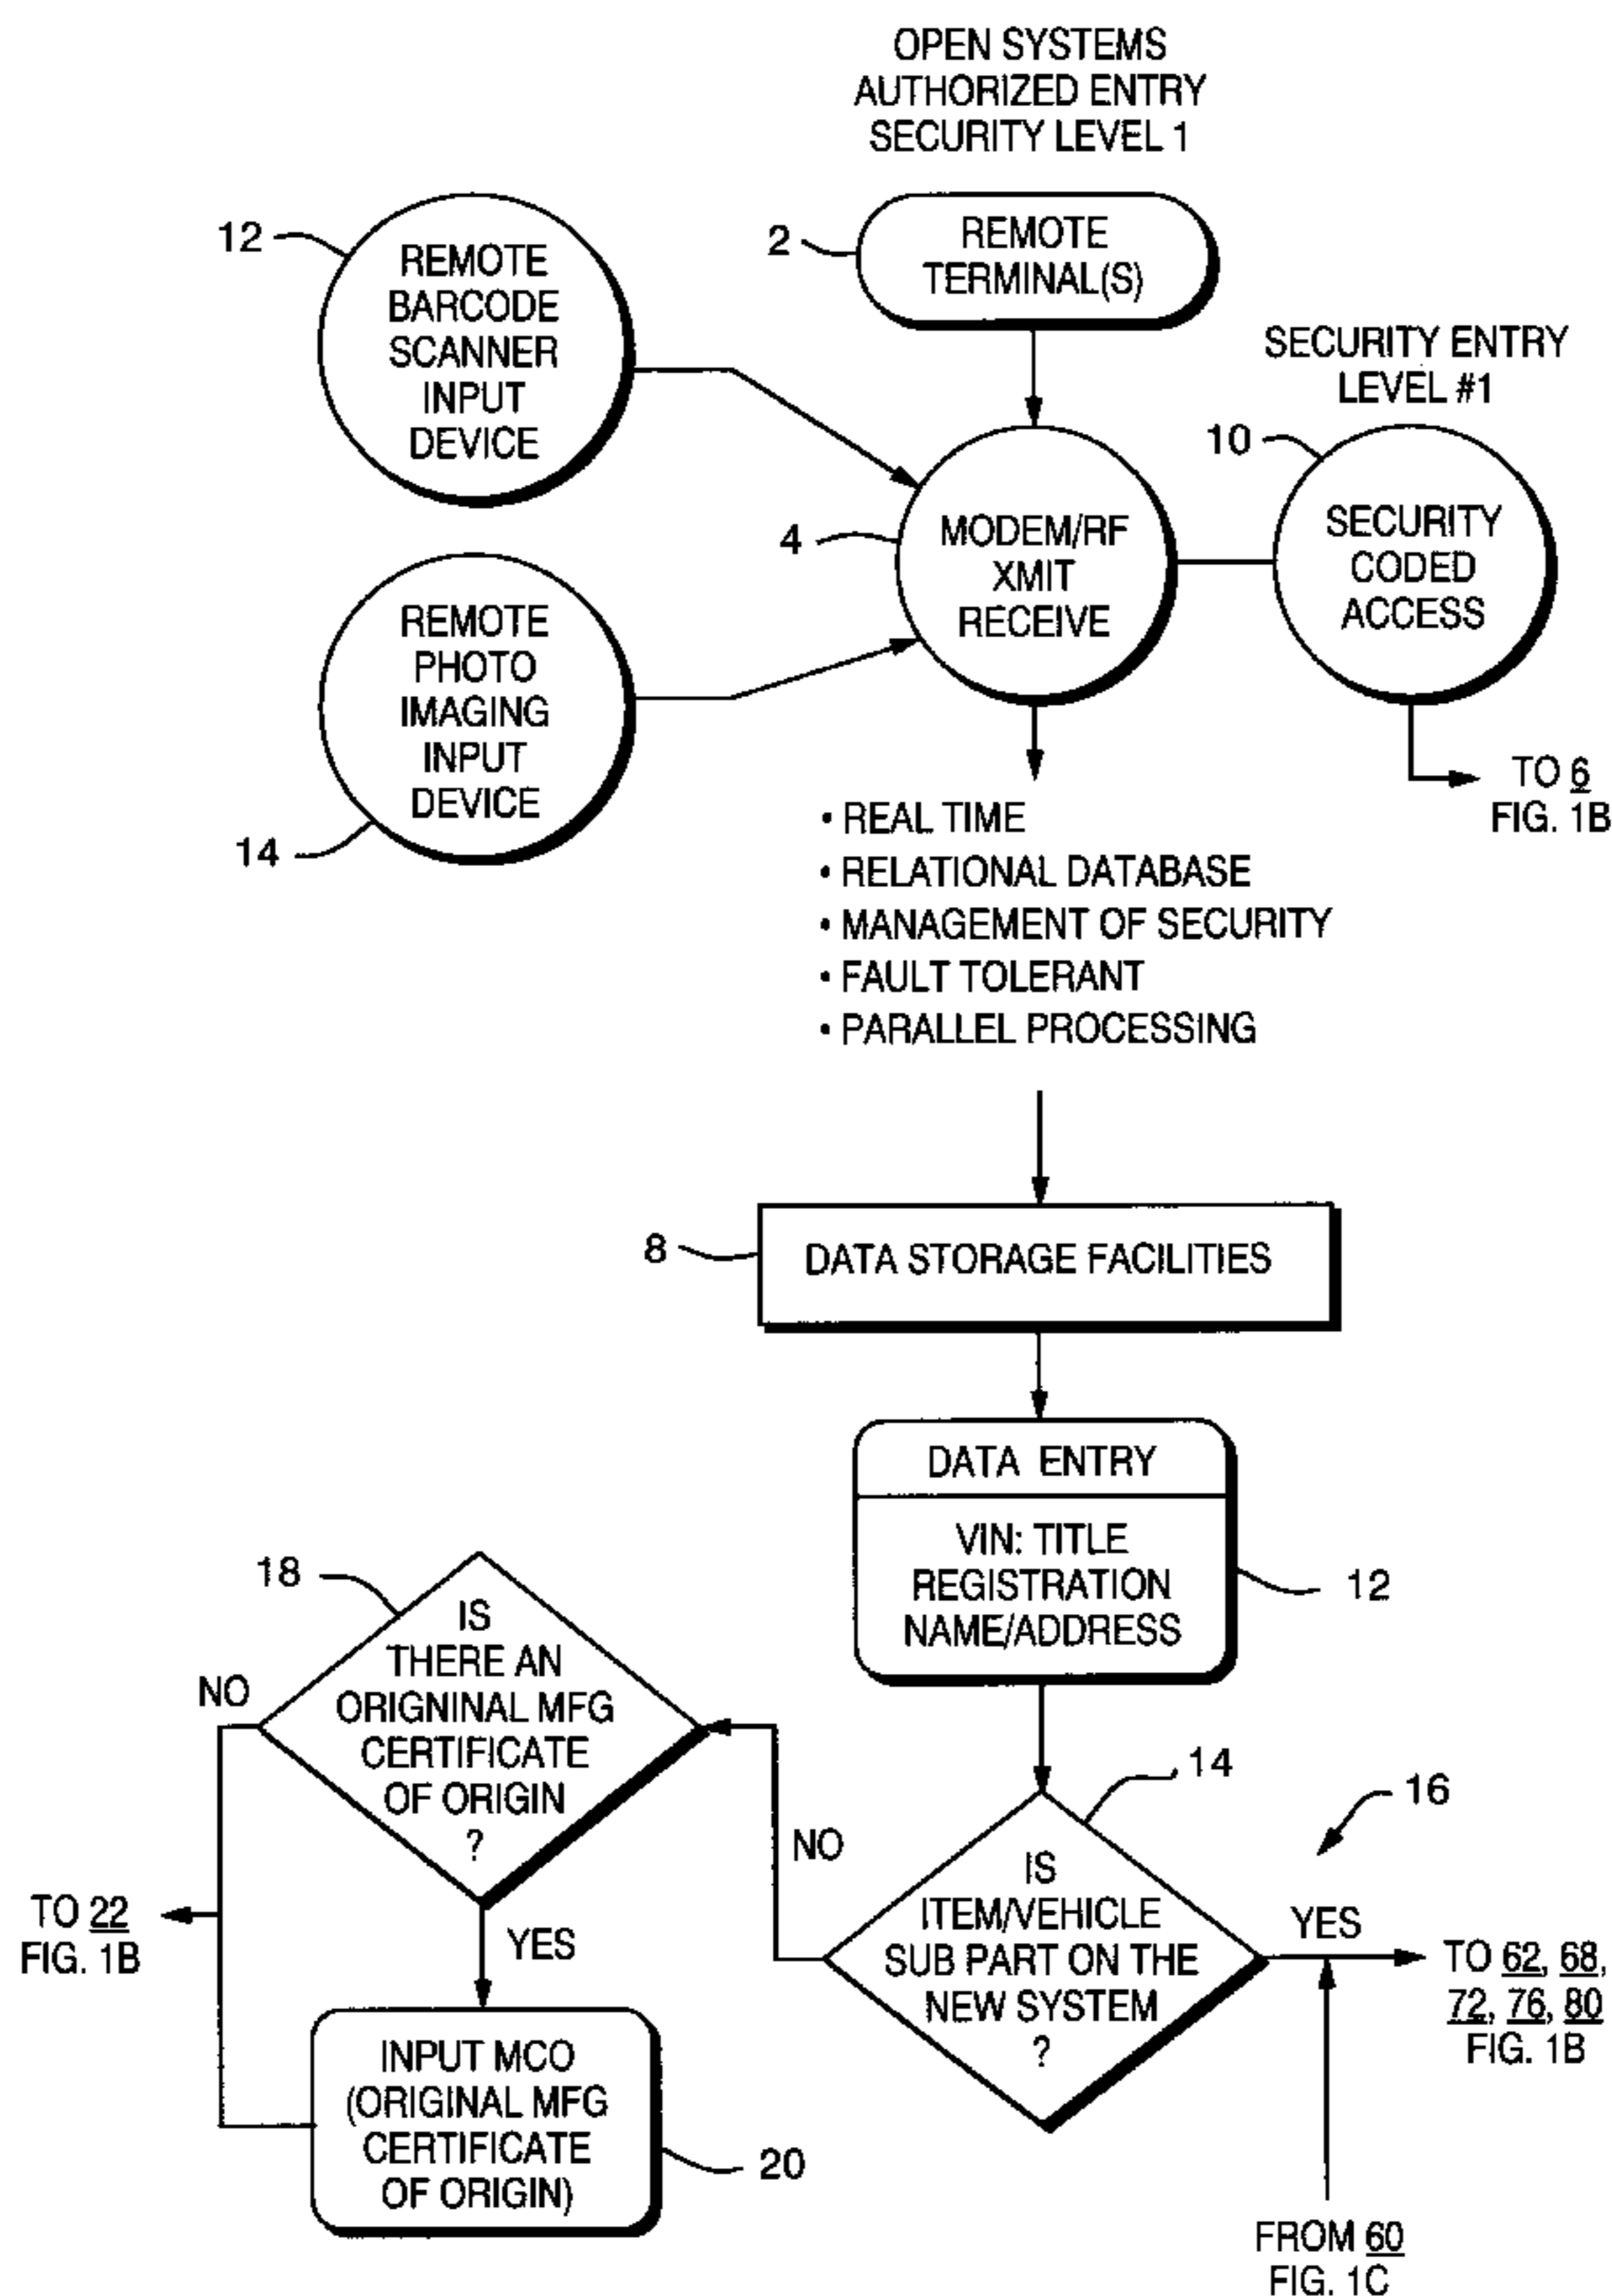 OPEN SYSTEMS
AUTHORIZED ENTRY
SECURITY LEVEL 1
12
REMOTE
BARCODE
SCANNER
INPUT
DEVICE
2
REMOTE
TERMINAL(S)
SECURITY ENTRY
LEVEL #1
10
SECURITY
CODED
ACCESS
4
MODEM/RF
XMIT
RECEIVE
REMOTE
PHOTO
IMAGING
INPUT
DEVICE
14
TO 6
FIG. 1B
• REAL TIME
• RELATIONAL DATABASE
• MANAGEMENT OF SECURITY
• FAULT TOLERANT
• PARALLEL PROCESSING
8
DATA STORAGE FACILITIES
DATA ENTRY
VIN: TITLE
REGISTRATION
NAME/ADDRESS
12
18
IS
THERE AN
ORIGNINAL MFG
CERTIFICATE
OF ORIGIN
?
NO
YES
TO 22
FIG. 1B
14
16
IS
ITEM/VEHICLE
SUB PART ON THE
NEW SYSTEM
?
NO
YES
TO 62, 68,
72, 76, 80
FIG. 1B
INPUT MCO
(ORIGINAL MFG
CERTIFICATE
OF ORIGIN)
20
FROM 60
FIG. 1C